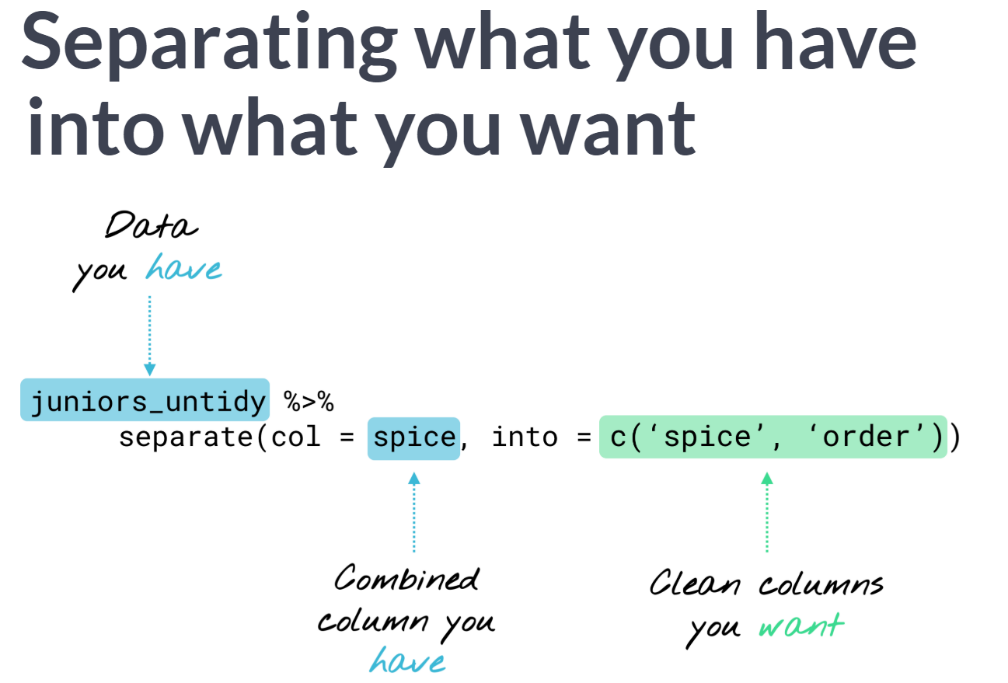 Separating what you have
into what you want
Data
you have
juniors_untidy %>%
separate(col = spice, into = c(‘spice’, ‘order’))
Combined
column you
have
Clean columns
you want